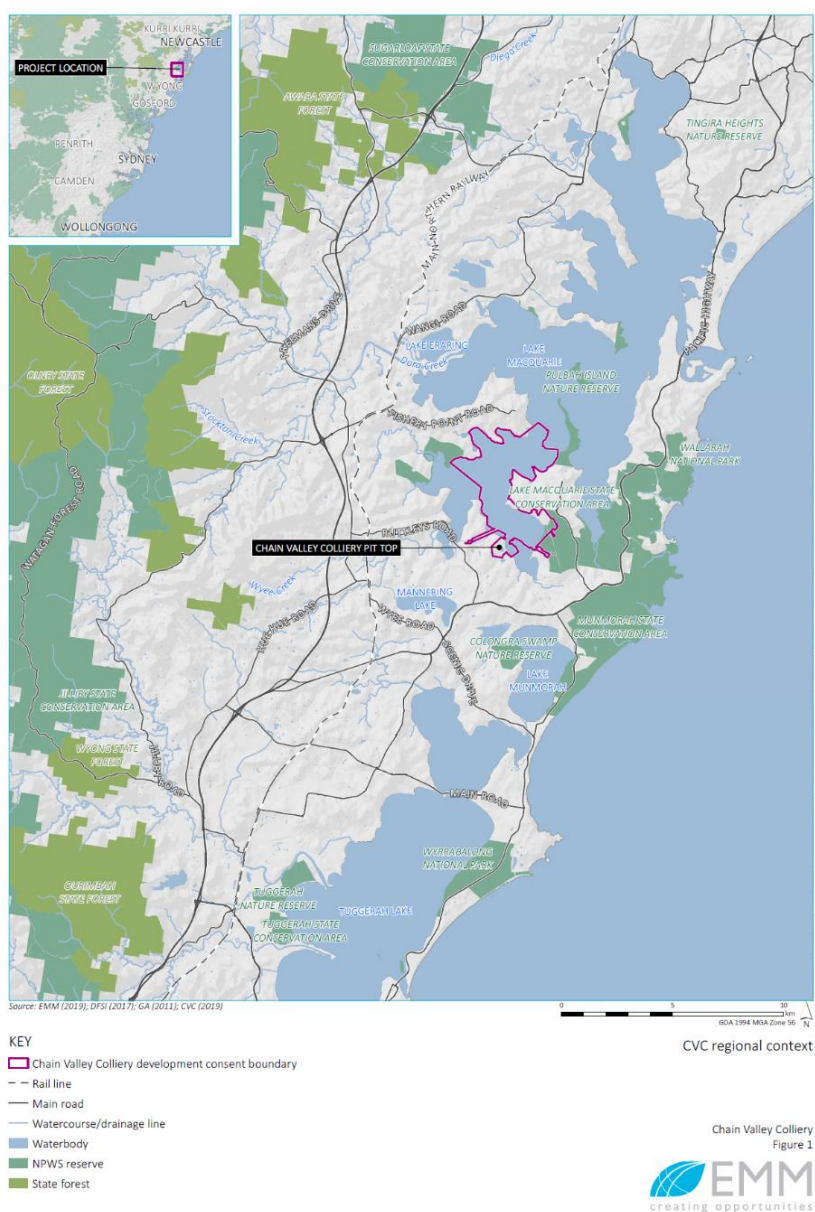 KURRI KURRI
NEWCASTLE
PROJECT LOCATION
WYONG
GOSFORD
PENRITH
SYDNEY
CAMDEN
WOLLONGONG
SUGARLOAF STATE
CONSERVATION AREA
Diega Creek
AWABA STATE
FOREST
TINGIRA HEIGHTS
NATURE RESERVE
MAIN NORTHERN RAILWAY
FREEMANS DRIVE
WANGI ROAD
PACIFIC HIGHWAY
LAKE ERARING
Dora Creek
LAKE
MACQUARIE
PULBAH ISLAND
NATURE RESERVE
OLNEY STATE
FOREST
Stockton Creek
FISHERY POINT ROAD
WALLARAH
NATIONAL PARK
WATAGAN FOREST ROAD
LAKE MACQUARIE STATE
CONSERVATION AREA
RUTLEYS ROAD
CHAIN VALLEY COLLIERY PIT TOP
Wyee Creek
MANNERING
LAKE
HUE HUE ROAD
WYEE ROAD
MUNMORAH STATE
CONSERVATION AREA
SCENIC DRIVE
COLONGRA SWAMP
NATURE RESERVE
LAKE
MUNMORAH
JILLIBY STATE
CONSERVATION AREA
WYONG STATE
FOREST
JILLIBY ROAD
MAIN ROAD
WYRRABALONG
NATIONAL PARK
OURIMBAH
STATE FOREST
TUGGERAH
NATURE RESERVE
TUGGERAH LAKE
TUGGERAH STATE
CONSERVATION AREA
Source: EMM (2019); DFSI (2017); GA (2011); CVC (2019)
0 5 10
km
GDA 1994 MGA Zone 56 N
KEY
CVC regional context
Chain Valley Colliery development consent boundary
Rail line
Main road
Watercourse/drainage line
Waterbody
NPWS reserve
State forest
Chain Valley Colliery
Figure 1
EMM
creating opportunities